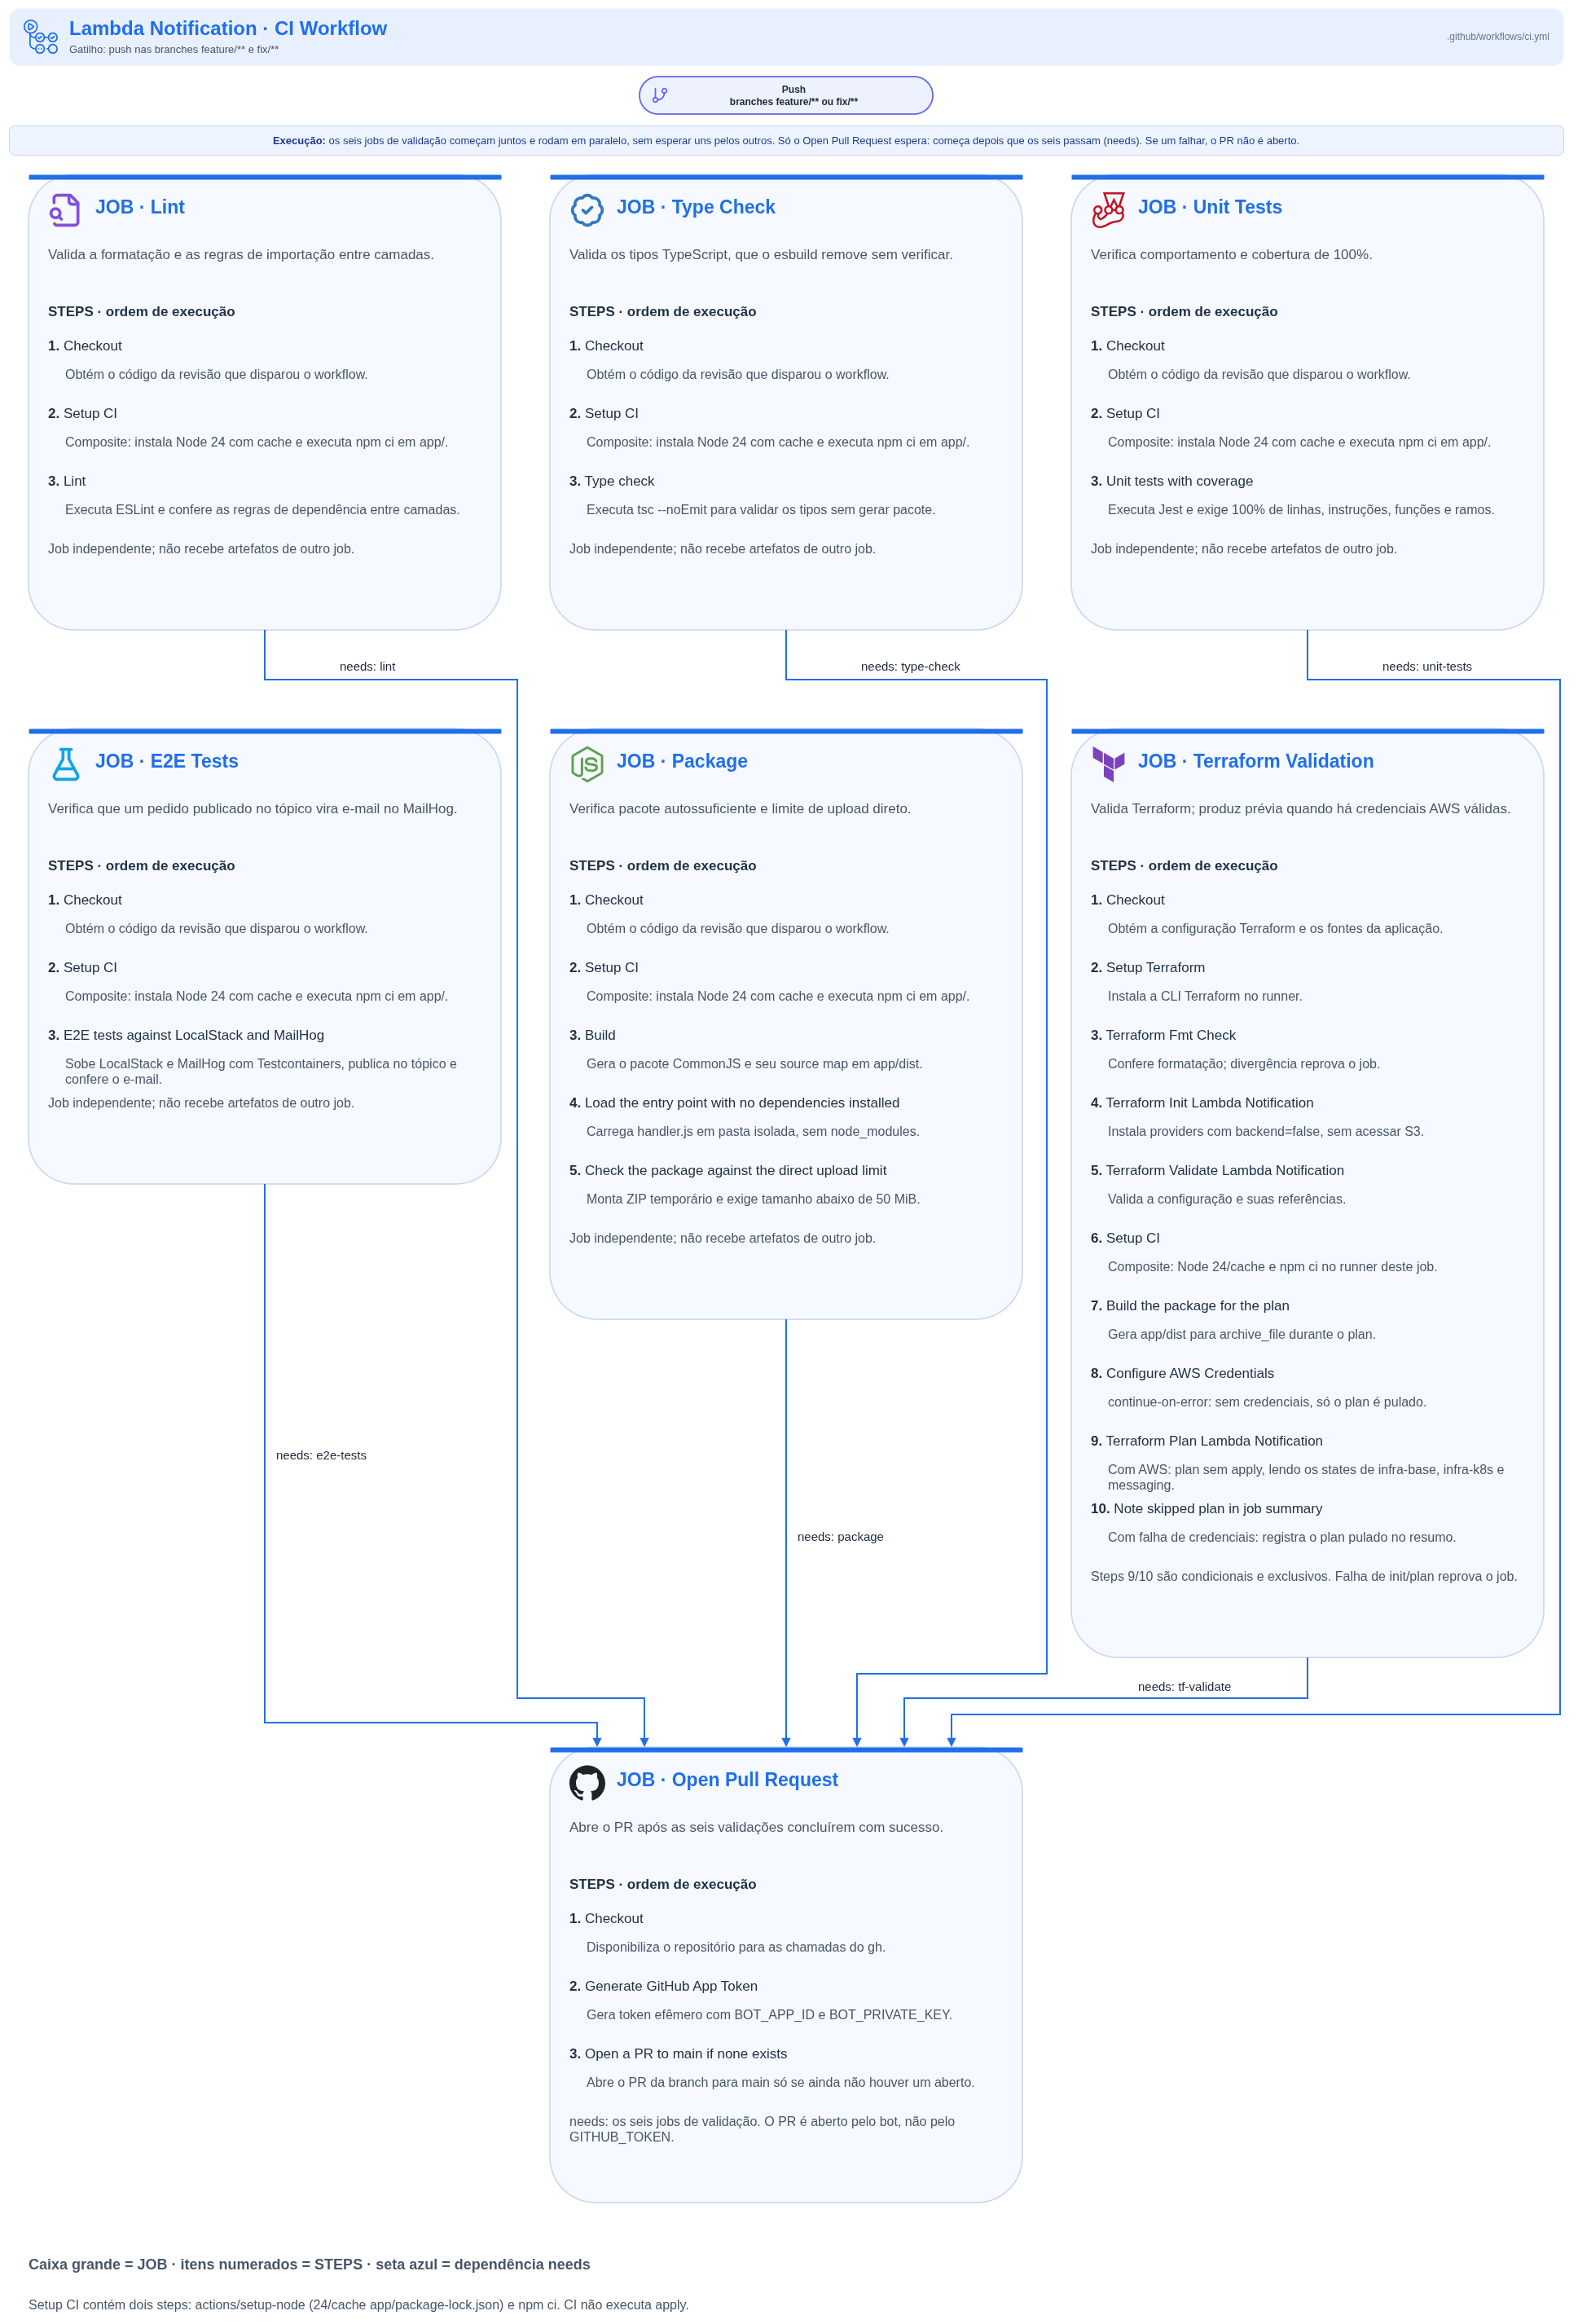 Lambda Notification · CI Workflow
Gatilho: push nas branches feature/** e fix/**
.github/workflows/ci.yml
Push
branches feature/** ou fix/**
Execução: os seis jobs de validação começam juntos e rodam em paralelo, sem esperar uns pelos outros. Só o Open Pull Request espera: começa depois que os seis passam (needs). Se um falhar, o PR não é aberto.
JOB · Lint
Valida a formatação e as regras de importação entre camadas.
STEPS · ordem de execução
1. Checkout
Obtém o código da revisão que disparou o workflow.
2. Setup CI
Composite: instala Node 24 com cache e executa npm ci em app/.
3. Lint
Executa ESLint e confere as regras de dependência entre camadas.
Job independente; não recebe artefatos de outro job.
JOB · Type Check
Valida os tipos TypeScript, que o esbuild remove sem verificar.
STEPS · ordem de execução
1. Checkout
Obtém o código da revisão que disparou o workflow.
2. Setup CI
Composite: instala Node 24 com cache e executa npm ci em app/.
3. Type check
Executa tsc --noEmit para validar os tipos sem gerar pacote.
Job independente; não recebe artefatos de outro job.
JOB · Unit Tests
Verifica comportamento e cobertura de 100%.
STEPS · ordem de execução
1. Checkout
Obtém o código da revisão que disparou o workflow.
2. Setup CI
Composite: instala Node 24 com cache e executa npm ci em app/.
3. Unit tests with coverage
Executa Jest e exige 100% de linhas, instruções, funções e ramos.
Job independente; não recebe artefatos de outro job.
needs: lint
needs: type-check
needs: unit-tests
JOB · E2E Tests
Verifica que um pedido publicado no tópico vira e-mail no MailHog.
STEPS · ordem de execução
1. Checkout
Obtém o código da revisão que disparou o workflow.
2. Setup CI
Composite: instala Node 24 com cache e executa npm ci em app/.
3. E2E tests against LocalStack and MailHog
Sobe LocalStack e MailHog com Testcontainers, publica no tópico e
confere o e-mail.
Job independente; não recebe artefatos de outro job.
JOB · Package
Verifica pacote autossuficiente e limite de upload direto.
STEPS · ordem de execução
1. Checkout
Obtém o código da revisão que disparou o workflow.
2. Setup CI
Composite: instala Node 24 com cache e executa npm ci em app/.
3. Build
Gera o pacote CommonJS e seu source map em app/dist.
4. Load the entry point with no dependencies installed
Carrega handler.js em pasta isolada, sem node_modules.
5. Check the package against the direct upload limit
Monta ZIP temporário e exige tamanho abaixo de 50 MiB.
Job independente; não recebe artefatos de outro job.
JOB · Terraform Validation
Valida Terraform; produz prévia quando há credenciais AWS válidas.
STEPS · ordem de execução
1. Checkout
Obtém a configuração Terraform e os fontes da aplicação.
2. Setup Terraform
Instala a CLI Terraform no runner.
3. Terraform Fmt Check
Confere formatação; divergência reprova o job.
4. Terraform Init Lambda Notification
Instala providers com backend=false, sem acessar S3.
5. Terraform Validate Lambda Notification
Valida a configuração e suas referências.
6. Setup CI
Composite: Node 24/cache e npm ci no runner deste job.
7. Build the package for the plan
Gera app/dist para archive_file durante o plan.
8. Configure AWS Credentials
continue-on-error: sem credenciais, só o plan é pulado.
9. Terraform Plan Lambda Notification
Com AWS: plan sem apply, lendo os states de infra-base, infra-k8s e
messaging.
10. Note skipped plan in job summary
Com falha de credenciais: registra o plan pulado no resumo.
Steps 9/10 são condicionais e exclusivos. Falha de init/plan reprova o job.
needs: e2e-tests
needs: package
needs: tf-validate
JOB · Open Pull Request
Abre o PR após as seis validações concluírem com sucesso.
STEPS · ordem de execução
1. Checkout
Disponibiliza o repositório para as chamadas do gh.
2. Generate GitHub App Token
Gera token efêmero com BOT_APP_ID e BOT_PRIVATE_KEY.
3. Open a PR to main if none exists
Abre o PR da branch para main só se ainda não houver um aberto.
needs: os seis jobs de validação. O PR é aberto pelo bot, não pelo
GITHUB_TOKEN.
Caixa grande = JOB · itens numerados = STEPS · seta azul = dependência needs
Setup CI contém dois steps: actions/setup-node (24/cache app/package-lock.json) e npm ci. CI não executa apply.